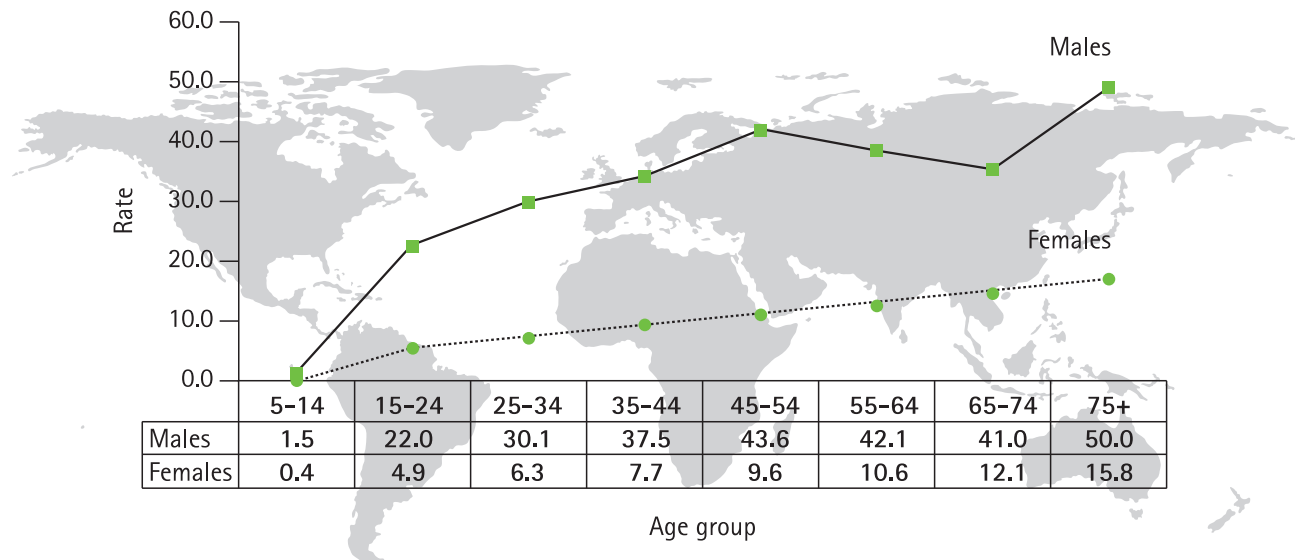 60.0
50.0
40.0
30.0
20.0
10.0
0.0
Rate
Males
Females
5–14 15–24 25–34 35–44 45–54 55–64 65–74 75+
Males 1.5 22.0 30.1 37.5 43.6 42.1 41.0 50.0
Females 0.4 4.9 6.3 7.7 9.6 10.6 12.1 15.8
Age group